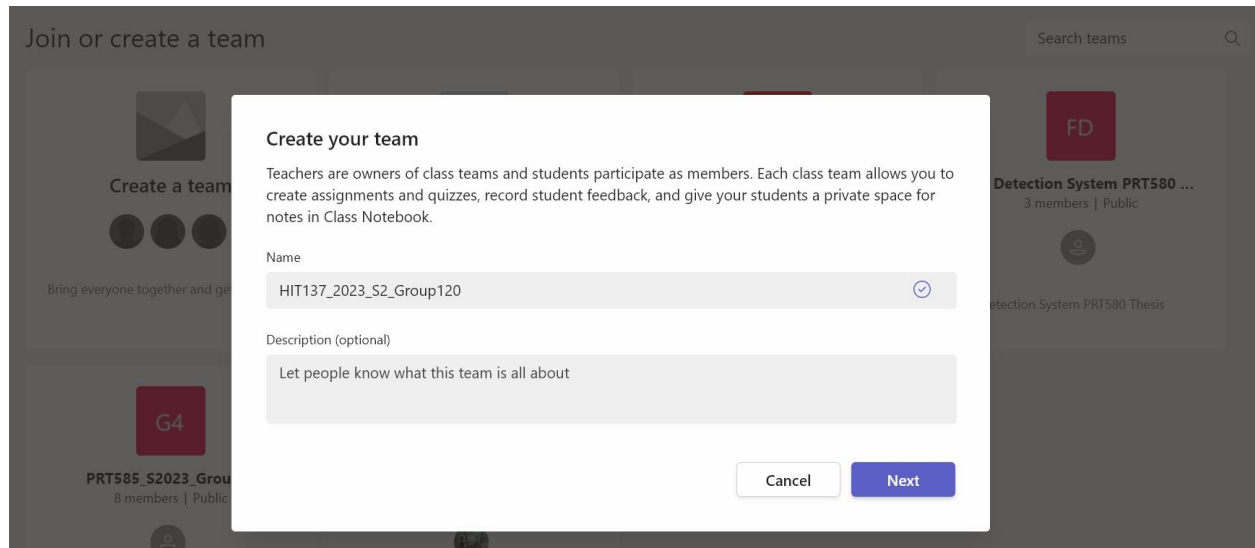 Join or create a team
Search teams
Create your team
Teachers are owners of class teams and students participate as members. Each class team allows you to
create assignments and quizzes, record student feedback, and give your students a private space for
notes in Class Notebook.
Name
HIT137_2023_S2_Group120
Description (optional)
Let people know what this team is all about
Cancel
Next
Create a team
Bring everyone together and ge
FD
Detection System PRT580 ...
3 members | Public
etection System PRT580 Thesis
G4
PRT585_S2023_Grou
8 members | Public